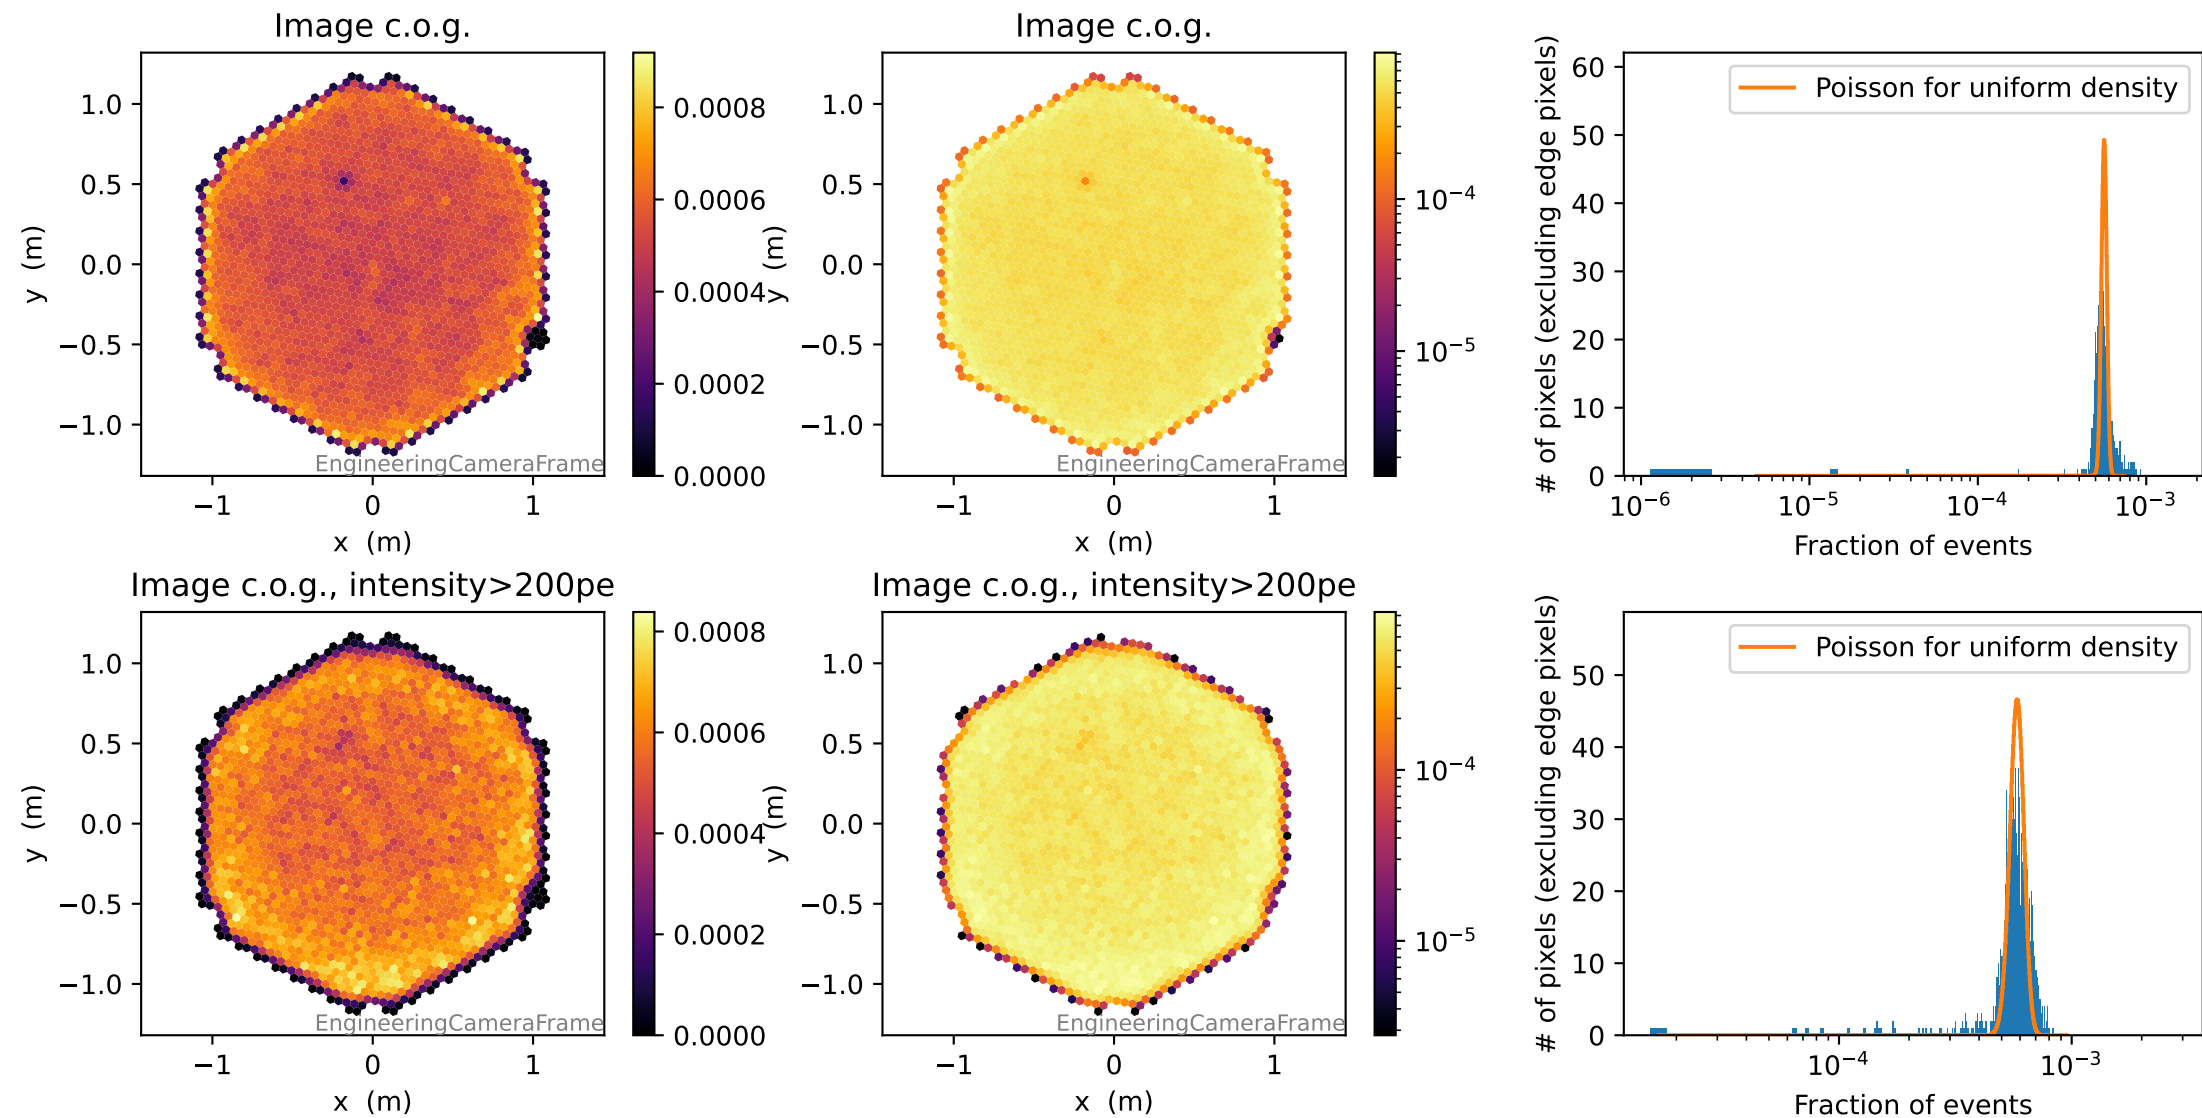 Image c.o.g.
1.0
0.5
0.0
−0.5
−1.0
y (m)
−1
0
1
x (m)
EngineeringCameraFrame
0.0008
0.0006
0.0004
0.0002
0.0000
Image c.o.g.
1.0
0.5
0.0
−0.5
−1.0
y (m)
−1
0
1
x (m)
EngineeringCameraFrame
10⁻⁴
10⁻⁵
# of pixels (excluding edge pixels)
60
50
40
30
20
10
0
Poisson for uniform density
10⁻⁶
10⁻⁵
10⁻⁴
10⁻³
Fraction of events
Image c.o.g., intensity>200pe
1.0
0.5
0.0
−0.5
−1.0
y (m)
−1
0
1
x (m)
EngineeringCameraFrame
0.0008
0.0006
0.0004
0.0002
0.0000
Image c.o.g., intensity>200pe
1.0
0.5
0.0
−0.5
−1.0
y (m)
−1
0
1
x (m)
EngineeringCameraFrame
10⁻⁴
10⁻⁵
# of pixels (excluding edge pixels)
50
40
30
20
10
0
Poisson for uniform density
10⁻⁴
10⁻³
Fraction of events